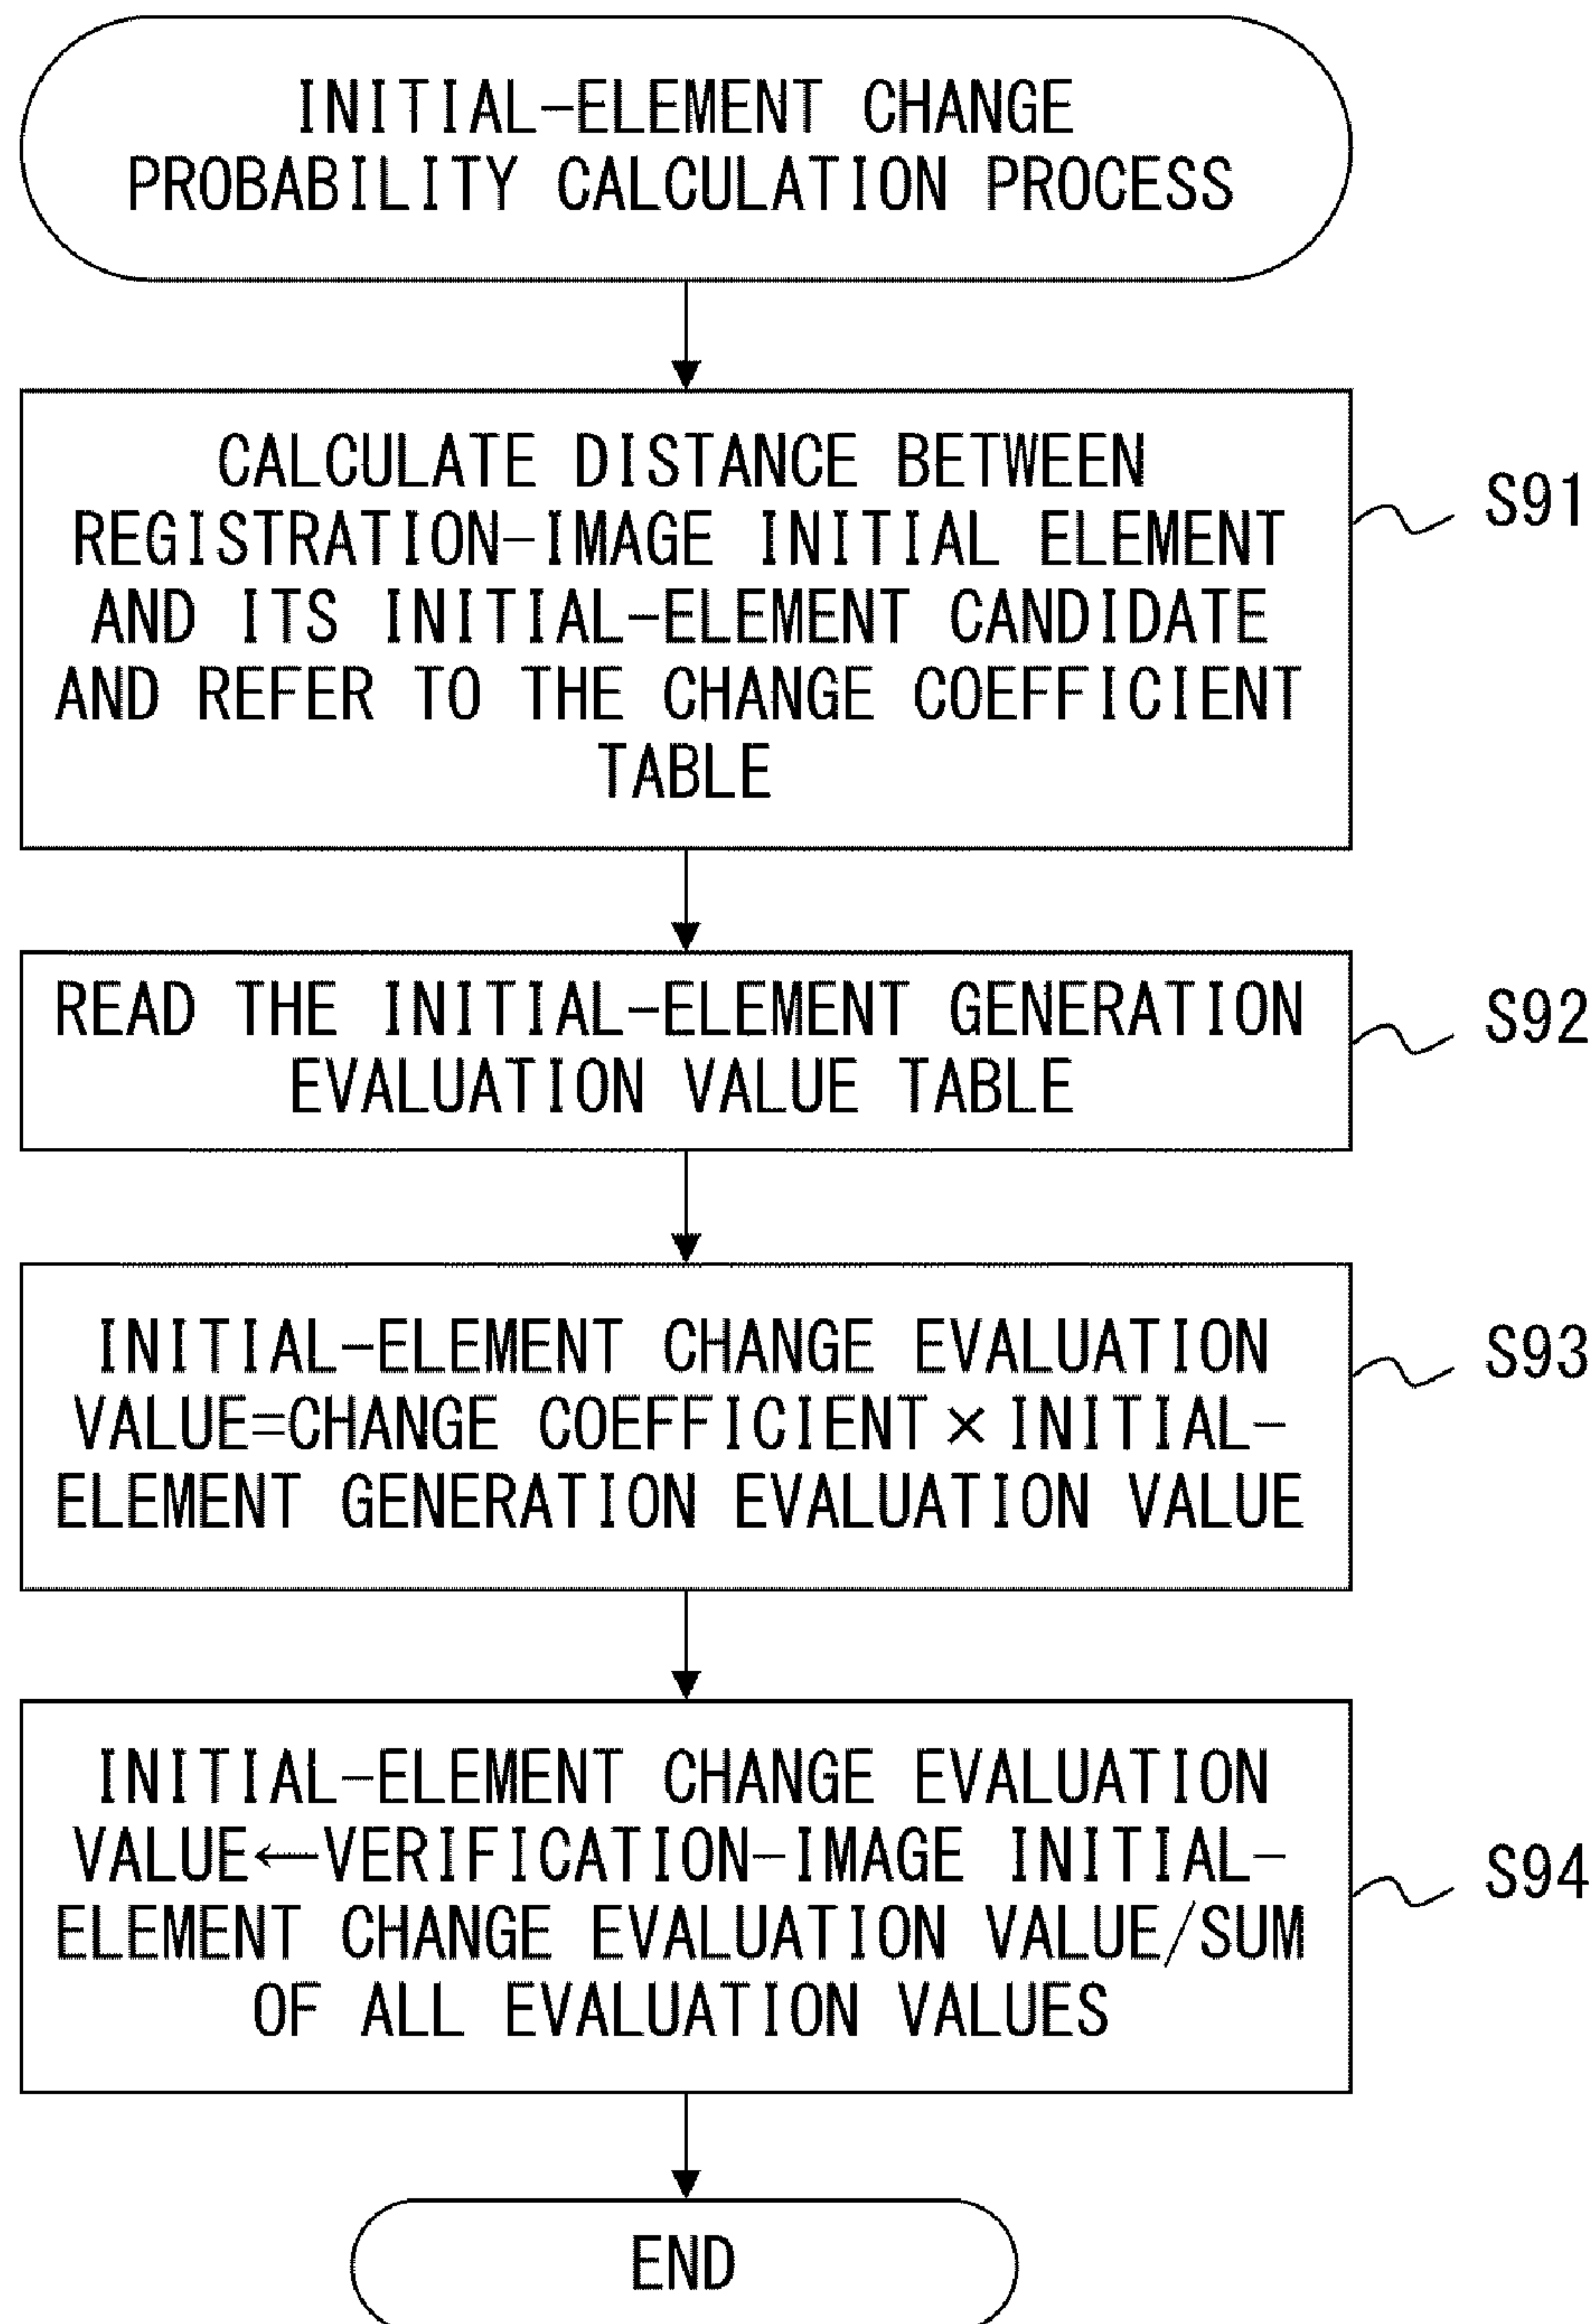 INITIAL-ELEMENT CHANGE
PROBABILITY CALCULATION PROCESS
CALCULATE DISTANCE BETWEEN
REGISTRATION-IMAGE INITIAL ELEMENT
AND ITS INITIAL-ELEMENT CANDIDATE
AND REFER TO THE CHANGE COEFFICIENT
TABLE
S91
READ THE INITIAL-ELEMENT GENERATION
EVALUATION VALUE TABLE
S92
INITIAL-ELEMENT CHANGE EVALUATION
VALUE=CHANGE COEFFICIENT×INITIAL-
ELEMENT GENERATION EVALUATION VALUE
S93
INITIAL-ELEMENT CHANGE EVALUATION
VALUE←VERIFICATION-IMAGE INITIAL-
ELEMENT CHANGE EVALUATION VALUE/SUM
OF ALL EVALUATION VALUES
S94
END